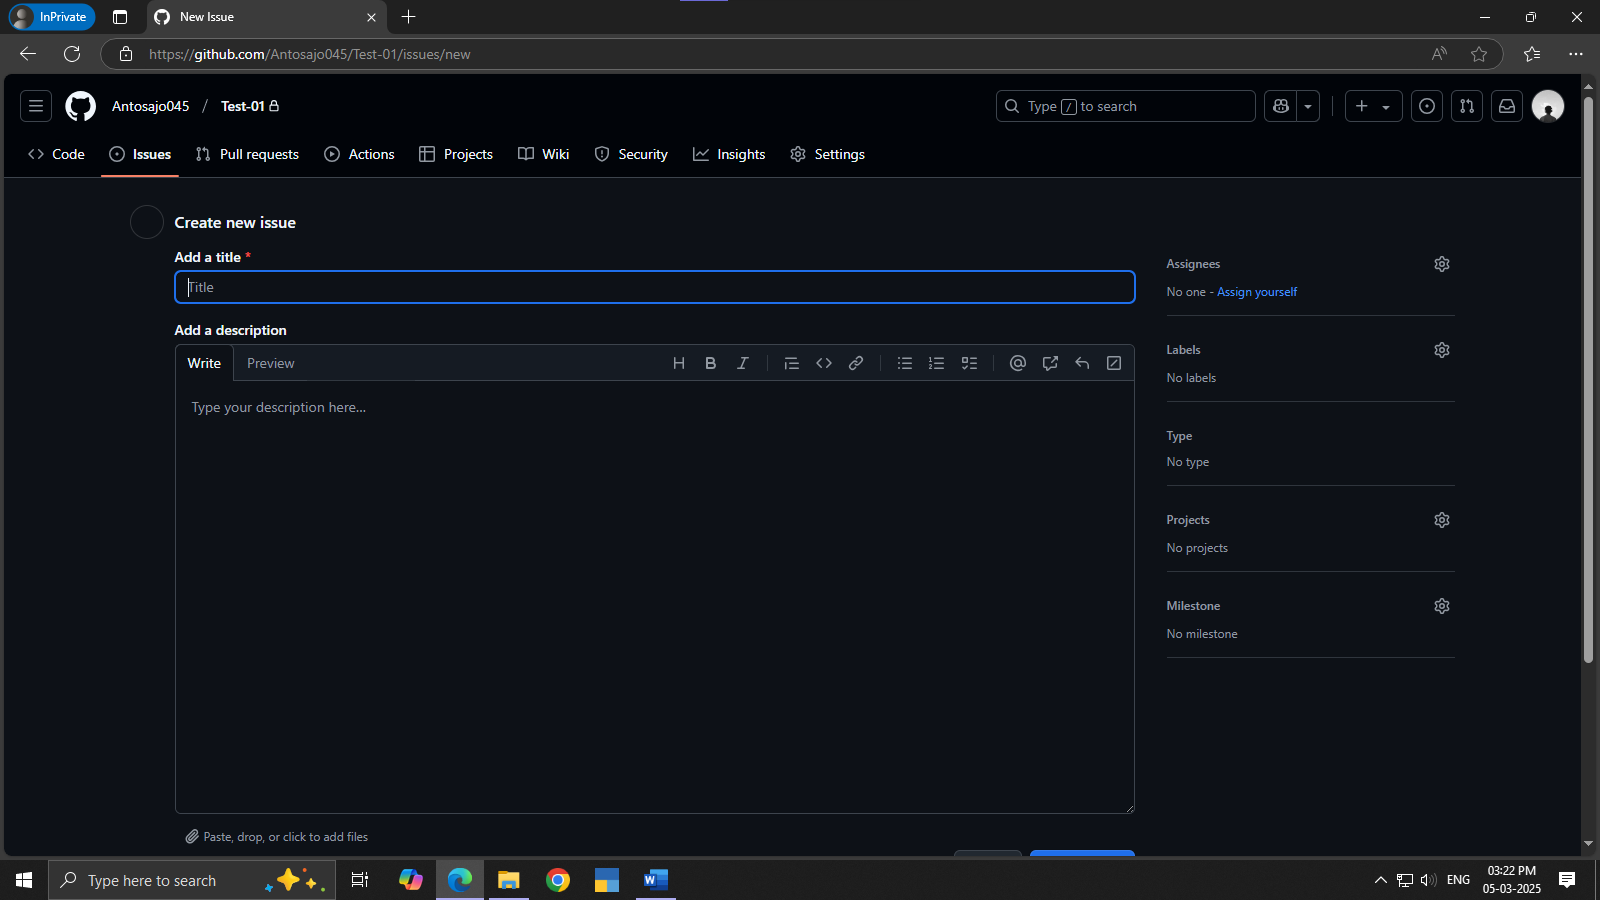 InPrivate
New Issue
https://github.com/Antosajo045/Test-01/issues/new
Antosajo045 / Test-01
Type / to search
Code
Issues
Pull requests
Actions
Projects
Wiki
Security
Insights
Settings
Create new issue
Add a title *
Title
Add a description
Write
Preview
Type your description here...
Paste, drop, or click to add files
Assignees
No one - Assign yourself
Labels
No labels
Type
No type
Projects
No projects
Milestone
No milestone
Type here to search
ENG
03:22 PM
05-03-2025